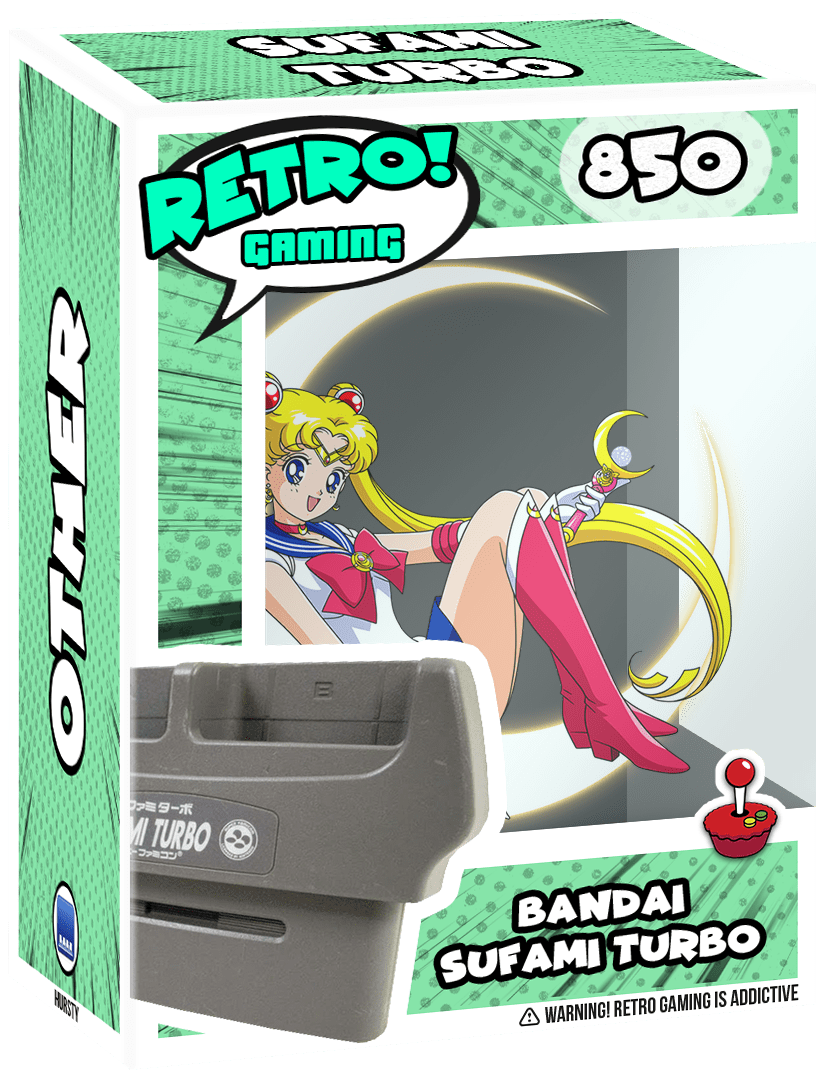 SUFAMI
TURBO
RETRO!
GAMING
850
OTHER
B
ファミターボ
MI TURBO
ーファミコン®
BANDAI
SUFAMI TURBO
HURSTY
WARNING! RETRO GAMING IS ADDICTIVE